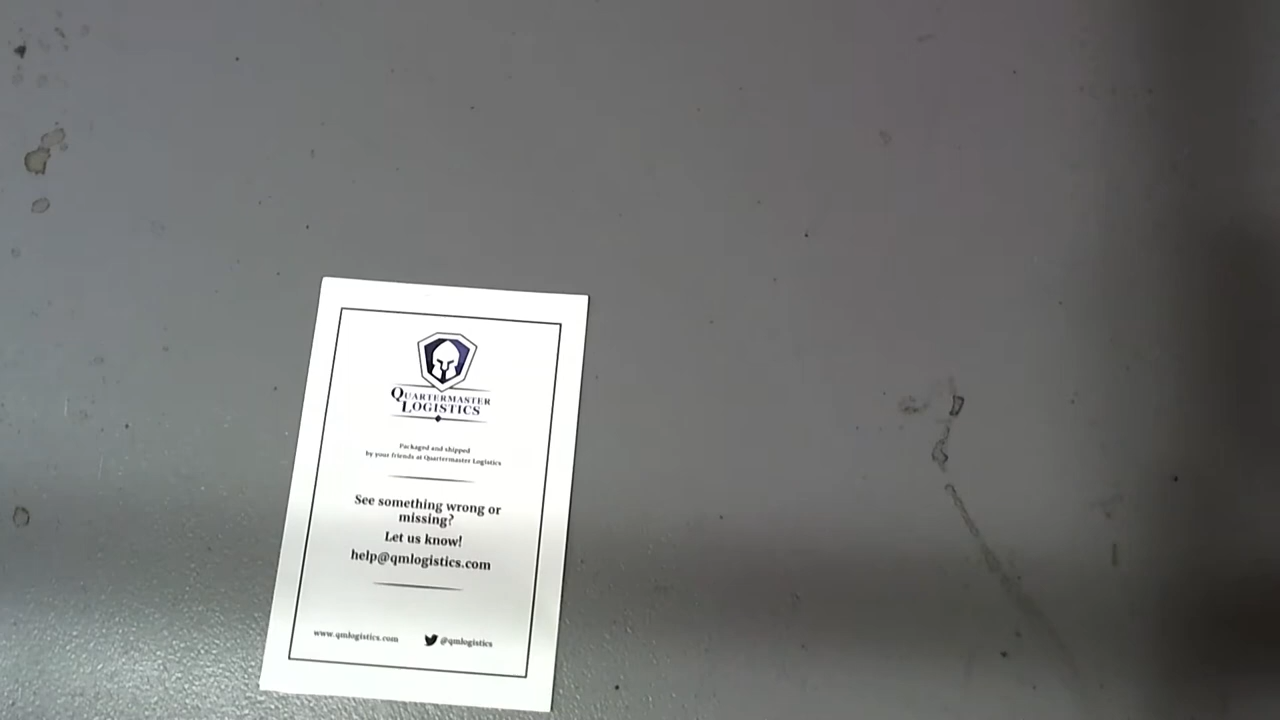 QUARTERMASTER
LOGISTICS
Packaged and shipped
by your friends at Quartermaster Logistics
See something wrong or
missing?
Let us know!
help@qmlogistics.com
www.qmlogistics.com @qmlogistics